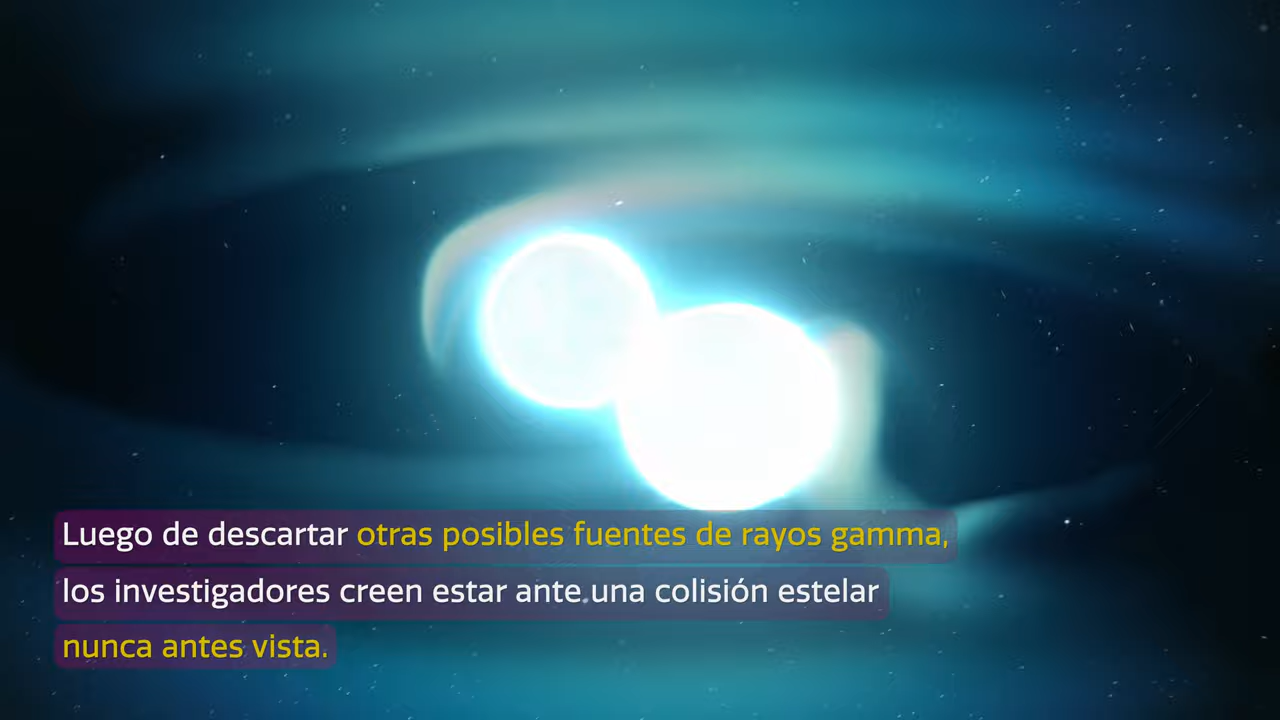 Luego de descartar otras posibles fuentes de rayos gamma,
los investigadores creen estar ante una colisión estelar
nunca antes vista.